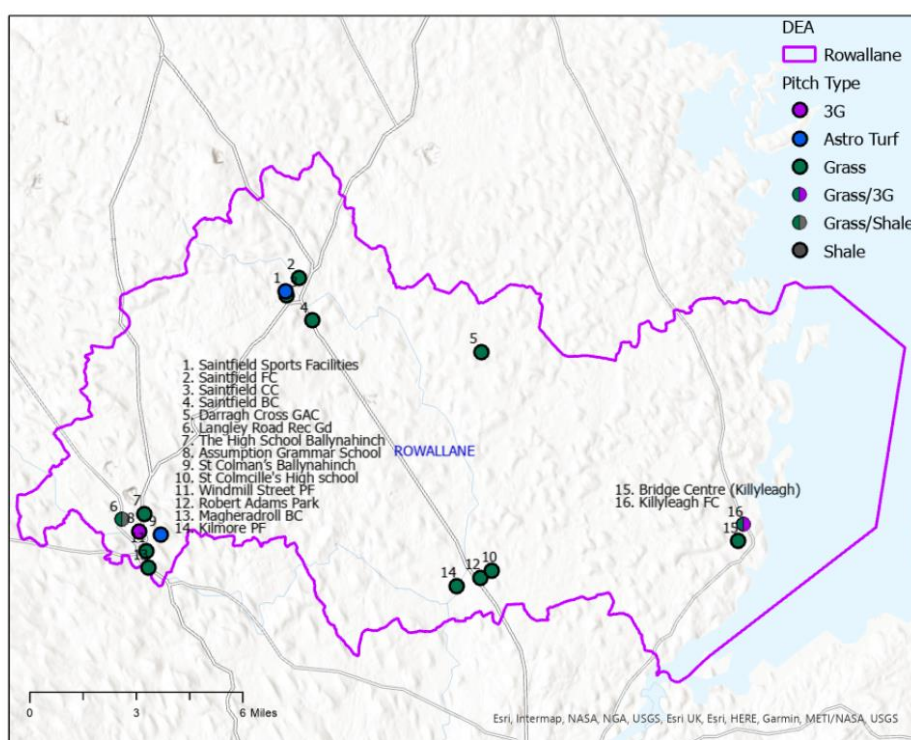 DEA
Rowallane
Pitch Type
3G
Astro Turf
Grass
Grass/3G
Grass/Shale
Shale
2
1
4
5
1. Saintfield Sports Facilities
2. Saintfield FC
3. Saintfield CC
4. Saintfield BC
5. Darragh Cross GAC
6. Langley Road Rec Gd
7. The High School Ballynahinch
8. Assumption Grammar School
9. St Colman's Ballynahinch
10. St Colmcille's High school
11. Windmill Street PF
12. Robert Adams Park
13. Magheradroll BC
14. Kilmore PF
ROWALLANE
15. Bridge Centre (Killyleagh)
16. Killyleagh FC
7
6
8
9
16
15
10
12
14
0 3 6 Miles
Esri, Intermap, NASA, NGA, USGS, Esri UK, Esri, HERE, Garmin, METI/NASA, USGS